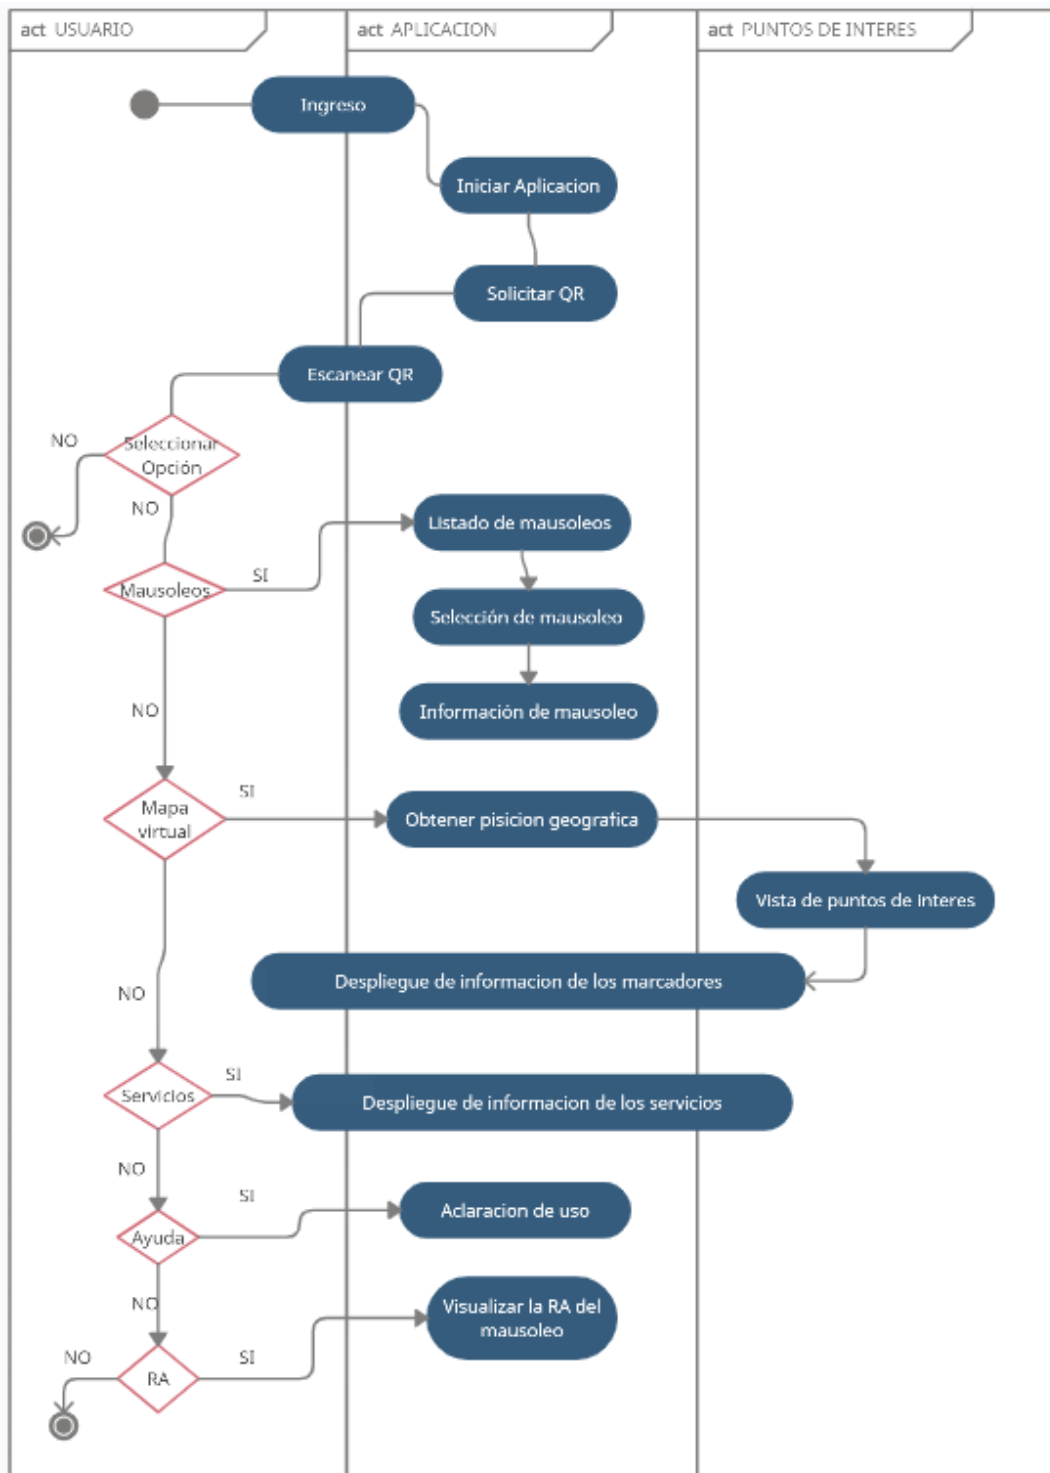 act USUARIO
act APLICACION
act PUNTOS DE INTERES
Ingreso
Iniciar Aplicacion
Solicitar QR
Escanear QR
NO
Seleccionar
Opción
NO
Listado de mausoleos
Mausoleos
SI
Selección de mausoleo
NO
Información de mausoleo
SI
Mapa
virtual
Obtener pisicion geografica
Vista de puntos de interes
Despliegue de informacion de los marcadores
NO
SI
Servicios
Despliegue de informacion de los servicios
NO
SI
Aclaracion de uso
Ayuda
NO
Visualizar la RA del
mausoleo
NO
SI
RA